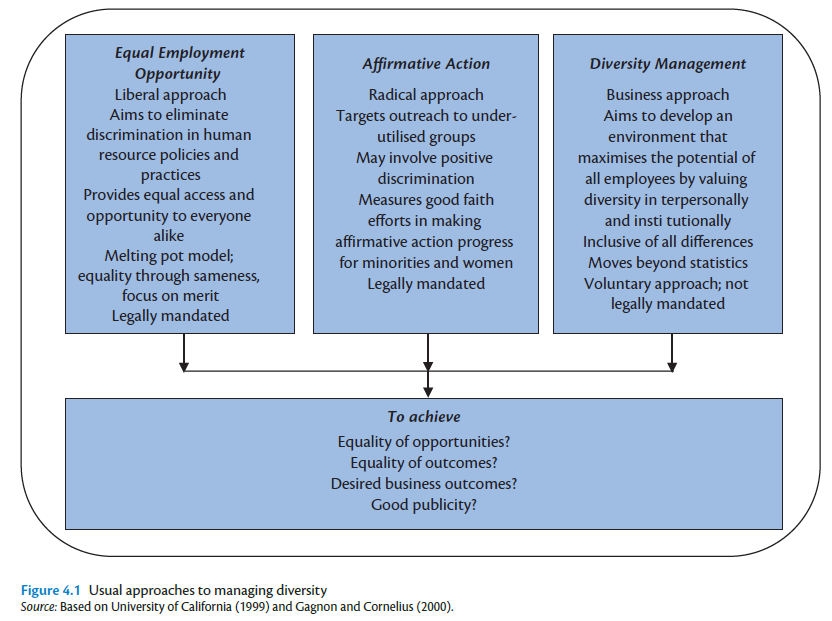 Equal Employment
Opportunity
Liberal approach
Aims to eliminate
discrimination in human
resource policies and
practices
Provides equal access and
opportunity to everyone
alike
Melting pot model;
equality through sameness,
focus on merit
Legally mandated
Affirmative Action
Radical approach
Targets outreach to under-
utilised groups
May involve positive
discrimination
Measures good faith
efforts in making
affirmative action progress
for minorities and women
Legally mandated
Diversity Management
Business approach
Aims to develop an
environment that
maximises the potential of
all employees by valuing
diversity in terpersonally
and insti tutionally
Inclusive of all differences
Moves beyond statistics
Voluntary approach; not
legally mandated
To achieve
Equality of opportunities?
Equality of outcomes?
Desired business outcomes?
Good publicity?
Figure 4.1 Usual approaches to managing diversity
Source: Based on University of California (1999) and Gagnon and Cornelius (2000).